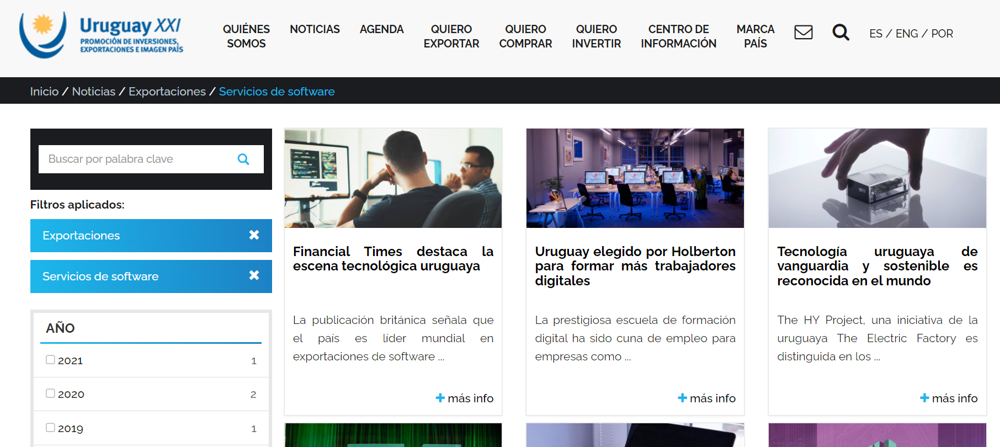 Uruguay XXI
PROMOCIÓN DE INVERSIONES,
EXPORTACIONES E IMAGEN PAÍS
QUIÉNES
SOMOS
NOTICIAS
AGENDA
QUIERO
EXPORTAR
QUIERO
COMPRAR
QUIERO
INVERTIR
CENTRO DE
INFORMACIÓN
MARCA
PAÍS
ES / ENG / POR
Inicio / Noticias / Exportaciones / Servicios de software
Buscar por palabra clave
Filtros aplicados:
Exportaciones
Servicios de software
AÑO
2021 1
2020 2
2019 1
Financial Times destaca la
escena tecnológica uruguaya
La publicación británica señala que
el país es líder mundial en
exportaciones de software ...
más info
Uruguay elegido por Holberton
para formar más trabajadores
digitales
La prestigiosa escuela de formación
digital ha sido cuna de empleo para
empresas como ...
más info
Tecnología uruguaya de
vanguardia y sostenible es
reconocida en el mundo
The HY Project, una iniciativa de la
uruguaya The Electric Factory es
distinguida en los ...
más info